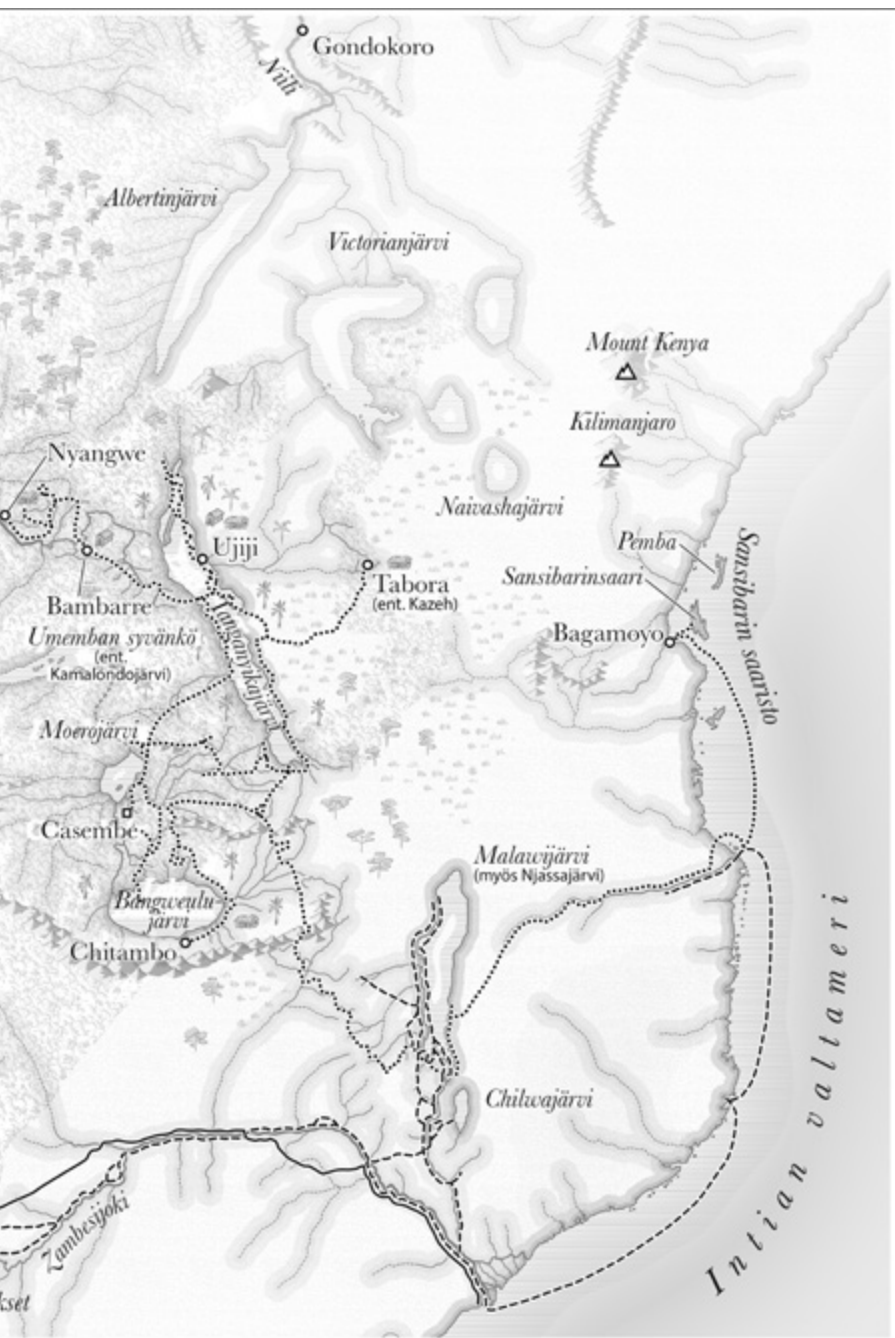 Gondokoro
Niili
Albertinjärvi
Victorianjärvi
Mount Kenya
Kilimanjaro
Nyangwe
Naivashajärvi
Pemba
Sansibarin saaristo
Ujiji
Sansibarinsaari
Tabora
(ent. Kazeh)
Bambarre
Umemban syvänkö
(ent.
Kamalondojärvi)
Tanganyikajärvi
Bagamoyo
Moerojärvi
Casembe
Malawijärvi
(myös Njassajärvi)
Bangweulu-
järvi
Chitambo
Intian valtameri
Chilwajärvi
Zambesijoki
kset